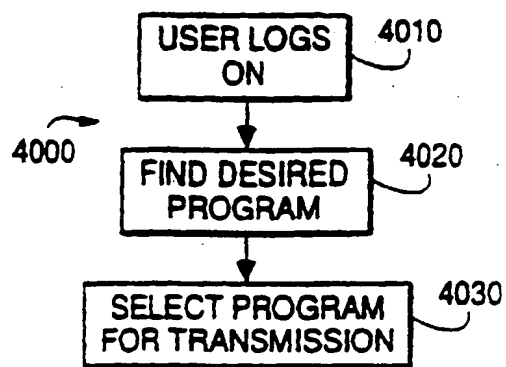 USER LOGS
ON
4010
4000
FIND DESIRED
PROGRAM
4020
SELECT PROGRAM
FOR TRANSMISSION
4030